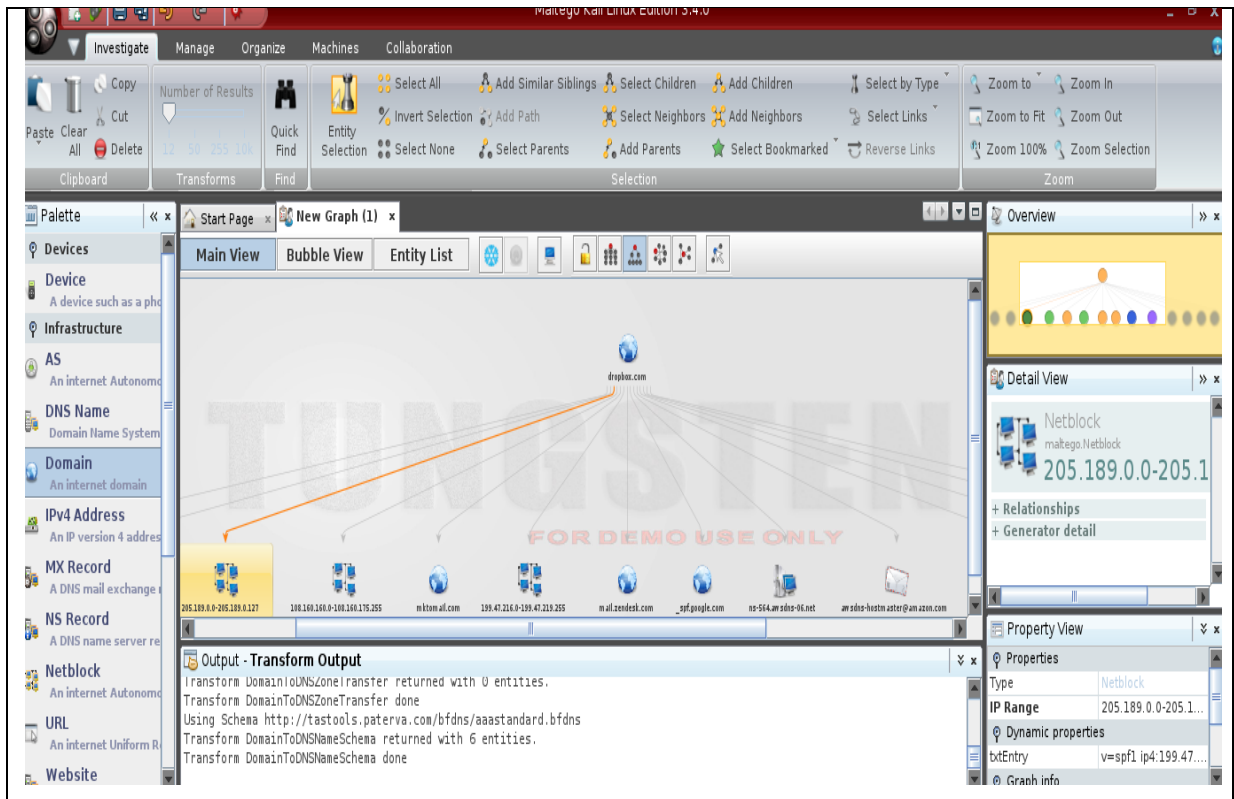 Maltego Kali Linux Edition 3.4.0
Investigate Manage Organize Machines Collaboration
Paste
Clear All
Copy
Cut
Delete
Clipboard
Number of Results
12 50 255 10k
Transforms
Quick Find
Find
Entity Selection
Select All
Invert Selection
Select None
Add Similar Siblings
Add Path
Select Parents
Select Children
Select Neighbors
Add Parents
Add Children
Add Neighbors
Select Bookmarked
Select by Type
Select Links
Reverse Links
Selection
Zoom to
Zoom to Fit
Zoom 100%
Zoom In
Zoom Out
Zoom Selection
Zoom
Palette
Devices
Device
A device such as a pho
Infrastructure
AS
An internet Autonomo
DNS Name
Domain Name System
Domain
An internet domain
IPv4 Address
An IP version 4 addres
MX Record
A DNS mail exchange r
NS Record
A DNS name server re
Netblock
An internet Autonomo
URL
An internet Uniform R
Website
Start Page
New Graph (1)
Main View
Bubble View
Entity List
TUNGSTEN
FOR DEMO USE ONLY
dropbox.com
205.189.0.0-205.189.0.127
108.160.160.0-108.160.175.255
mktomail.com
199.47.216.0-199.47.219.255
mail.zendesk.com
_spf.google.com
ns-564.awsdns-06.net
awsdns-hostmaster@amazon.com
Output - Transform Output
Transform DomainToDNSZoneTransfer returned with 0 entities.
Transform DomainToDNSZoneTransfer done
Using Schema http://tastools.paterva.com/bfdns/aaastandard.bfdns
Transform DomainToDNSNameSchema returned with 6 entities.
Transform DomainToDNSNameSchema done
Overview
Detail View
Netblock
maltego.Netblock
205.189.0.0-205.1
+ Relationships
+ Generator detail
Property View
Properties
Type Netblock
IP Range 205.189.0.0-205.1...
Dynamic properties
txtEntry v=spf1 ip4:199.47....
Graph info